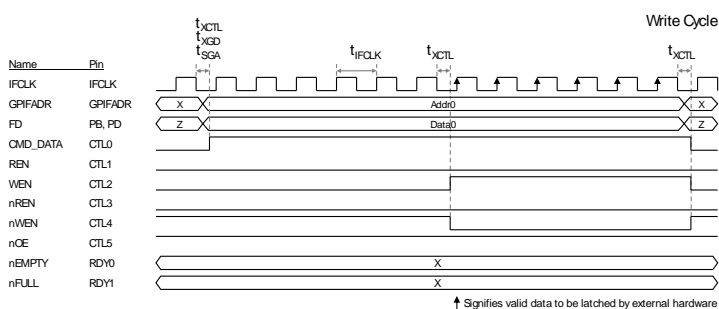 Write Cycle
tXCTL
tXGD
tSGA
tIFCLK
tXCTL
tXCTL
Name Pin
IFCLK IFCLK
GPIFADR GPIFADR X Addr0 X
FD PB, PD Z Data0 Z
CMD_DATA CTL0
REN CTL1
WEN CTL2
nREN CTL3
nWEN CTL4
nOE CTL5
nEMPTY RDY0 X
nFULL RDY1 X
Signifies valid data to be latched by external hardware